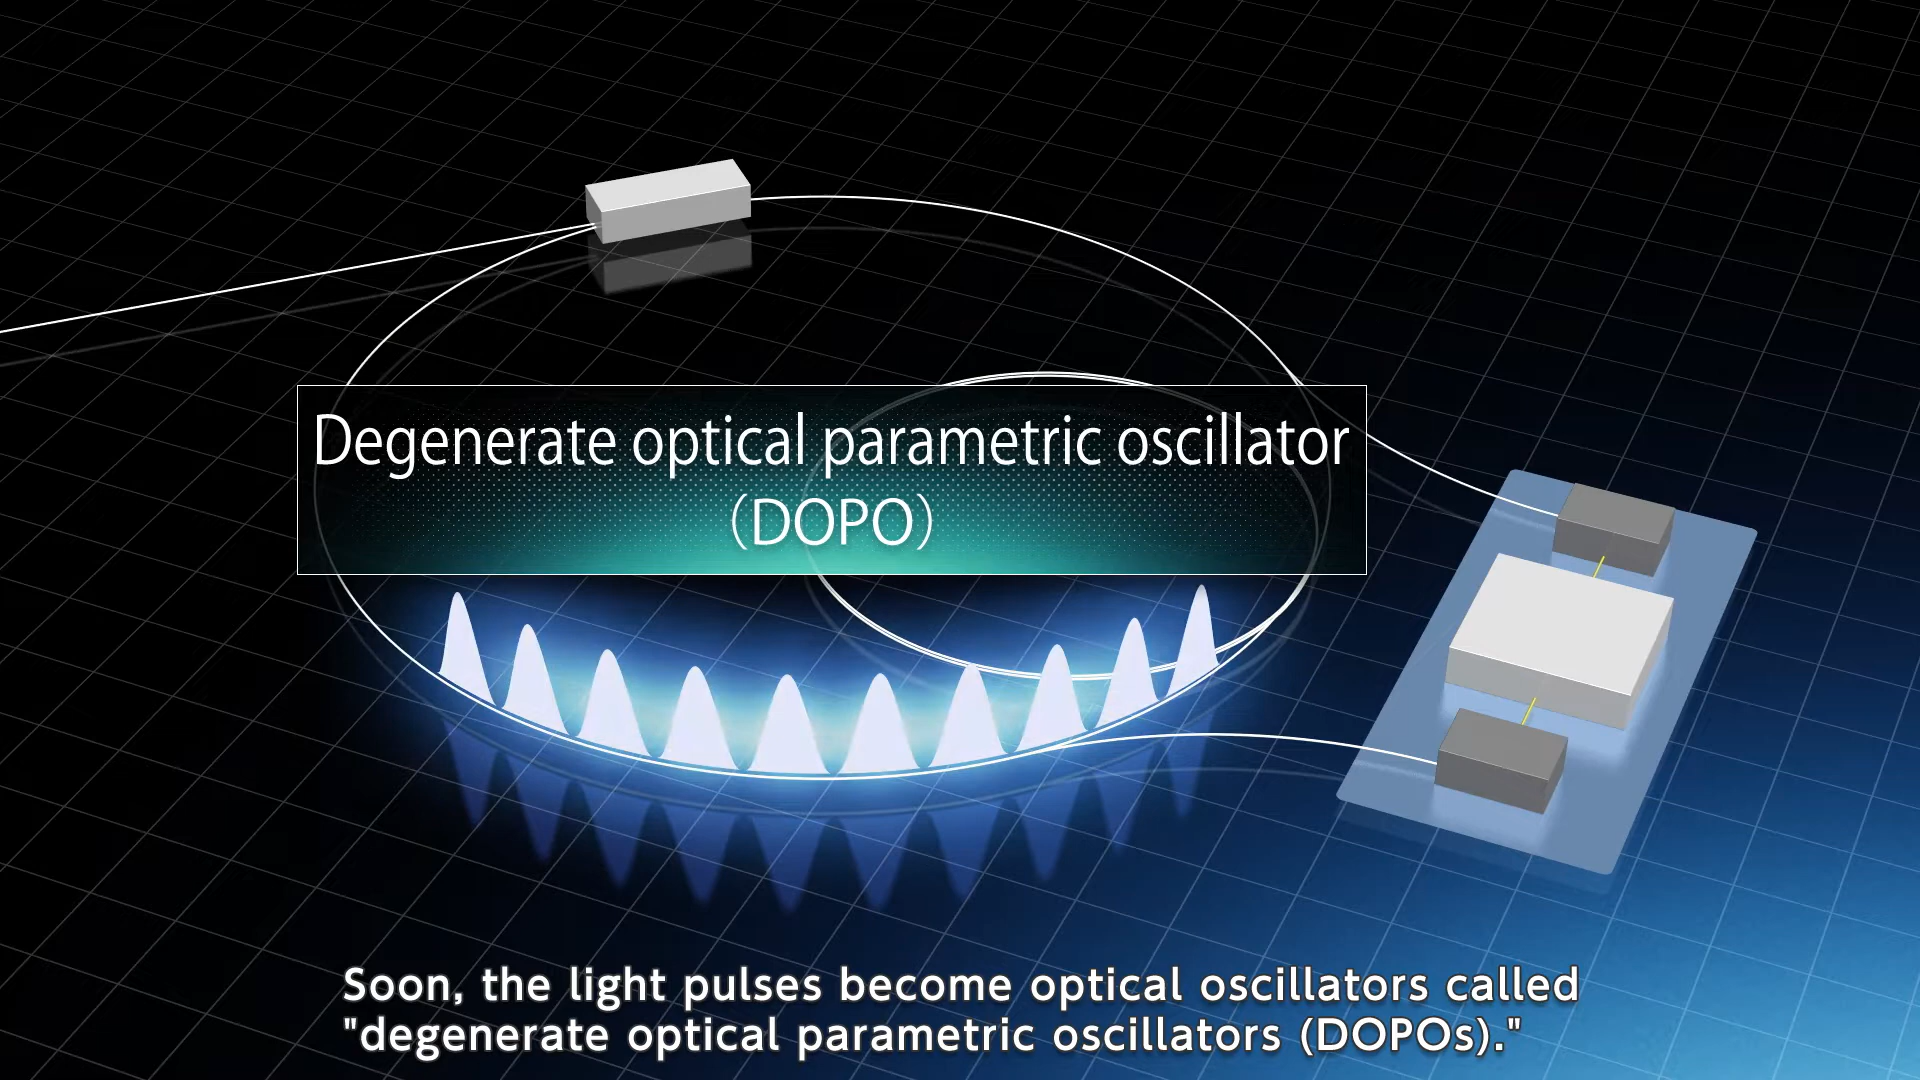 Degenerate optical parametric oscillator
（DOPO）
Soon, the light pulses become optical oscillators called
"degenerate optical parametric oscillators (DOPOs)."